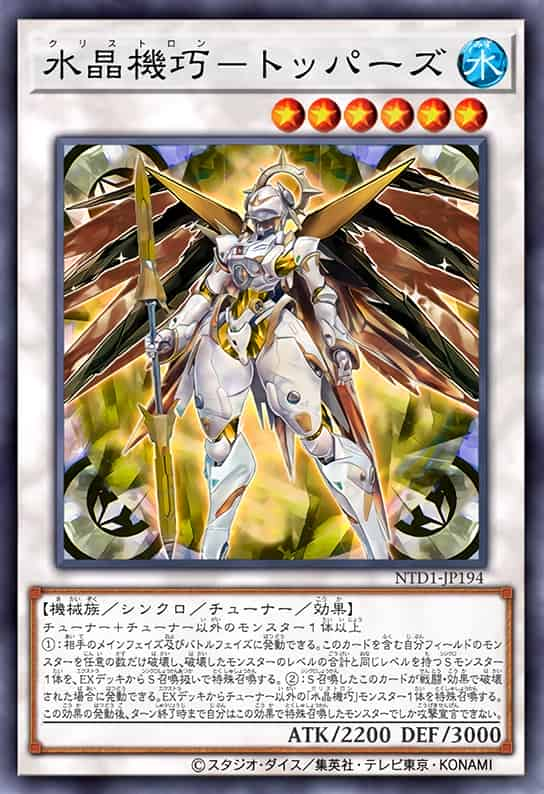 クリストロン
水晶機巧－トッパーズ
水
NTD1-JP194
【機械族／シンクロ／チューナー／効果】
チューナー＋チューナー以外のモンスター１体以上
①：相手のメインフェイズ及びバトルフェイズに発動できる。このカードを含む自分フィールドのモン
スターを任意の数だけ破壊し、破壊したモンスターのレベルの合計と同じレベルを持つＳモンスター
１体を、EXデッキからＳ召喚扱いで特殊召喚する。②：Ｓ召喚したこのカードが戦闘・効果で破壊
された場合に発動できる。EXデッキからチューナー以外の「水晶機巧」モンスター１体を特殊召喚する。
この効果の発動後、ターン終了時まで自分はこの効果で特殊召喚したモンスターでしか攻撃宣言できない。
ATK/2200 DEF/3000
©スタジオ・ダイス／集英社・テレビ東京・KONAMI